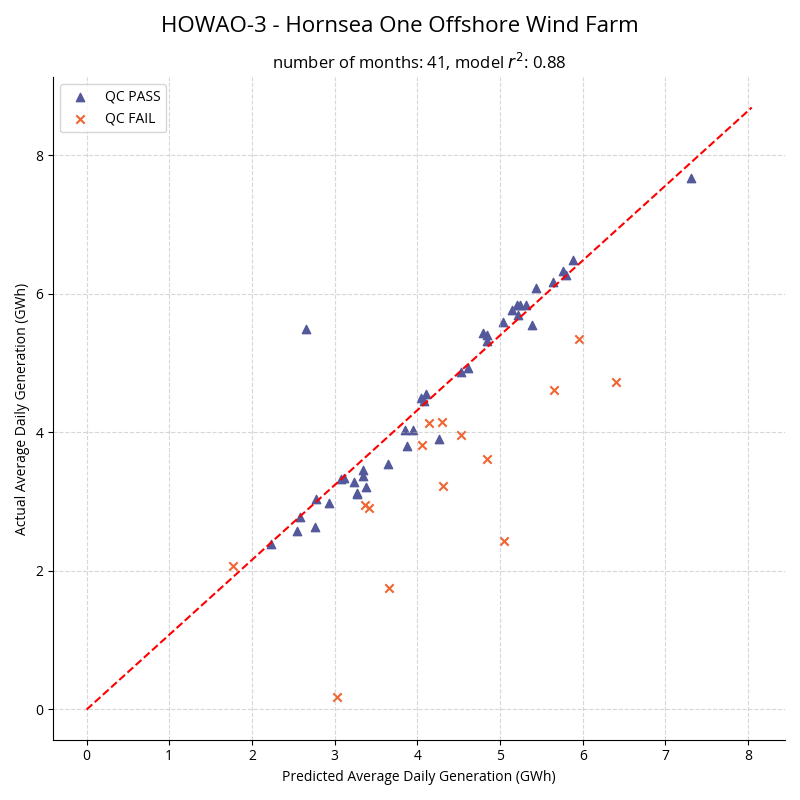 HOWAO-3 - Hornsea One Offshore Wind Farm
number of months: 41, model r²: 0.88
QC PASS
QC FAIL
Actual Average Daily Generation (GWh)
8
6
4
2
0
0 1 2 3 4 5 6 7 8
Predicted Average Daily Generation (GWh)